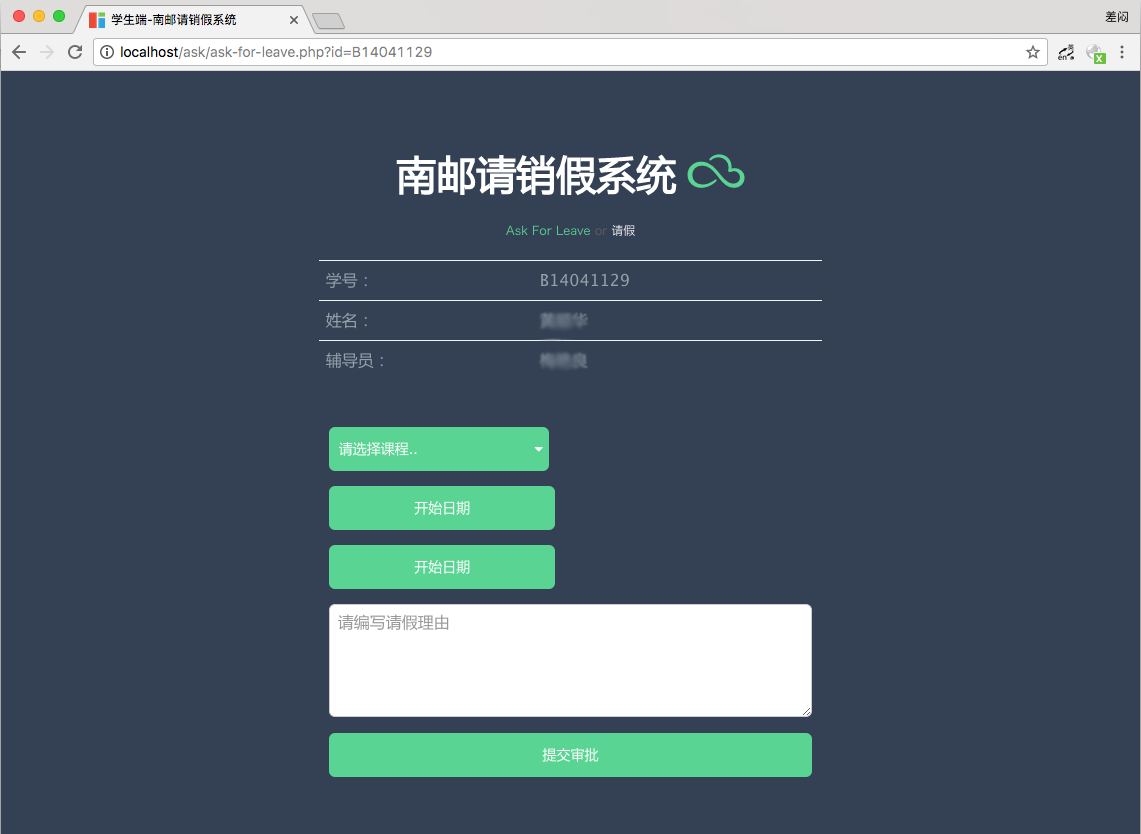 学生端-南邮请销假系统
差闷
localhost/ask/ask-for-leave.php?id=B14041129
南邮请销假系统
Ask For Leave or 请假
学号：
B14041129
姓名：
辅导员：
请选择课程..
开始日期
开始日期
请编写请假理由
提交审批